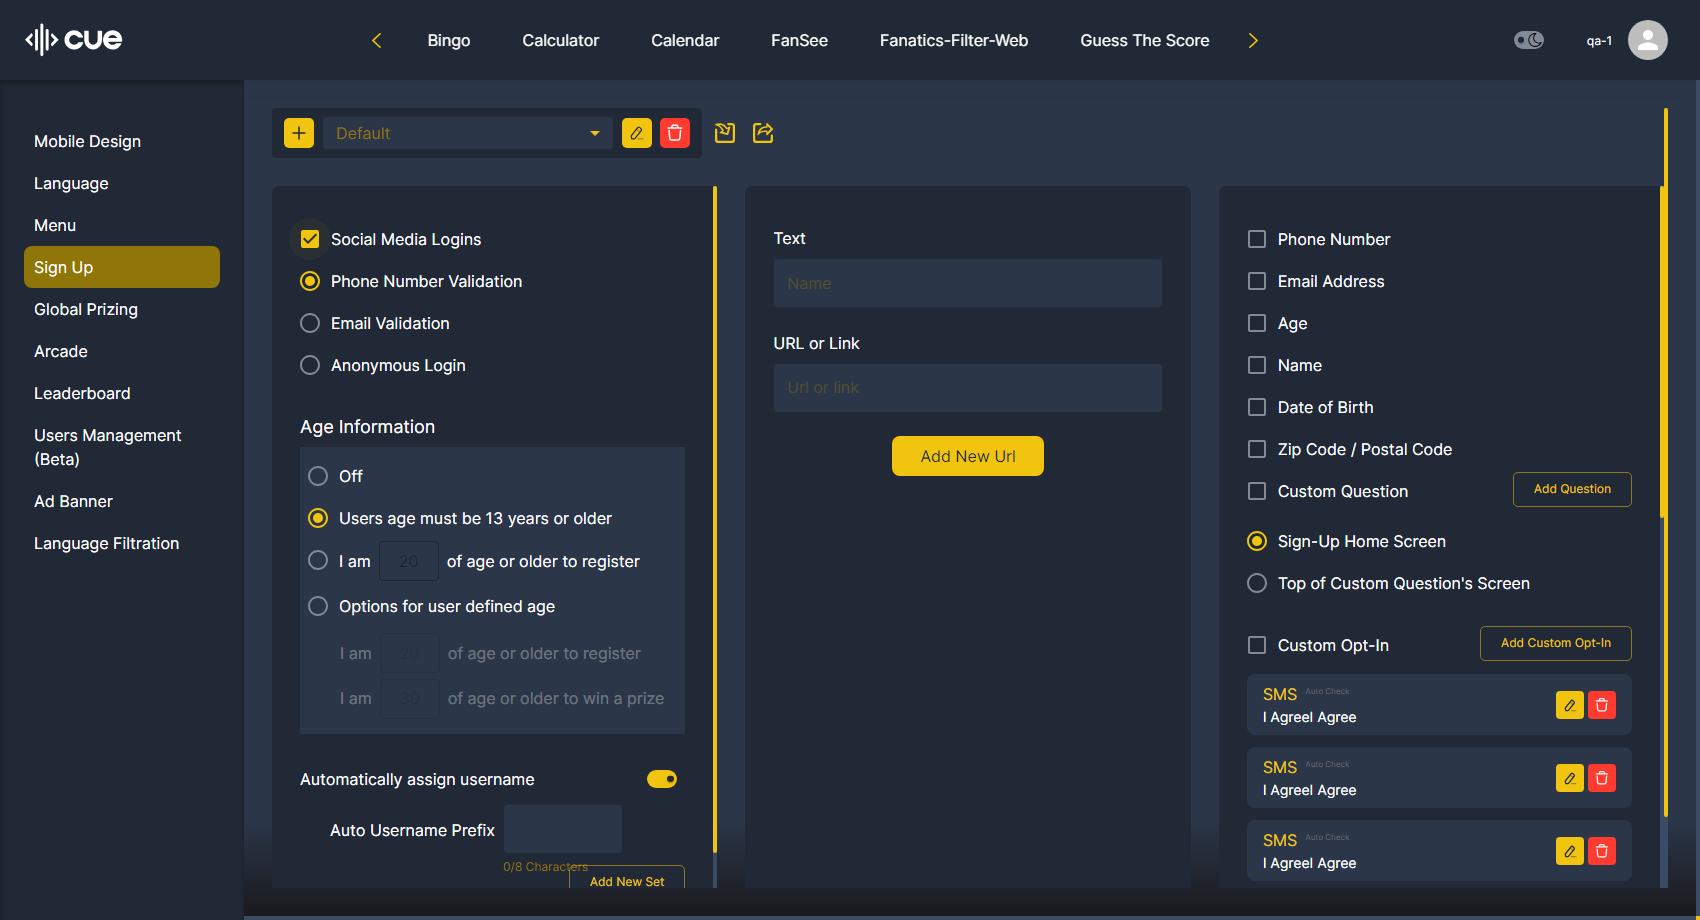 cue
Bingo
Calculator
Calendar
FanSee
Fanatics-Filter-Web
Guess The Score
qa-1
Mobile Design
Language
Menu
Sign Up
Global Prizing
Arcade
Leaderboard
Users Management
(Beta)
Ad Banner
Language Filtration
Default
Social Media Logins
Phone Number Validation
Email Validation
Anonymous Login
Age Information
Off
Users age must be 13 years or older
I am 20 of age or older to register
Options for user defined age
I am 20 of age or older to register
I am 30 of age or older to win a prize
Automatically assign username
Auto Username Prefix
0/8 Characters
Add New Set
Text
Name
URL or Link
Url or link
Add New Url
Phone Number
Email Address
Age
Name
Date of Birth
Zip Code / Postal Code
Custom Question
Add Question
Sign-Up Home Screen
Top of Custom Question's Screen
Custom Opt-In
Add Custom Opt-In
SMS Auto Check
I AgreeI Agree
SMS Auto Check
I AgreeI Agree
SMS Auto Check
I AgreeI Agree